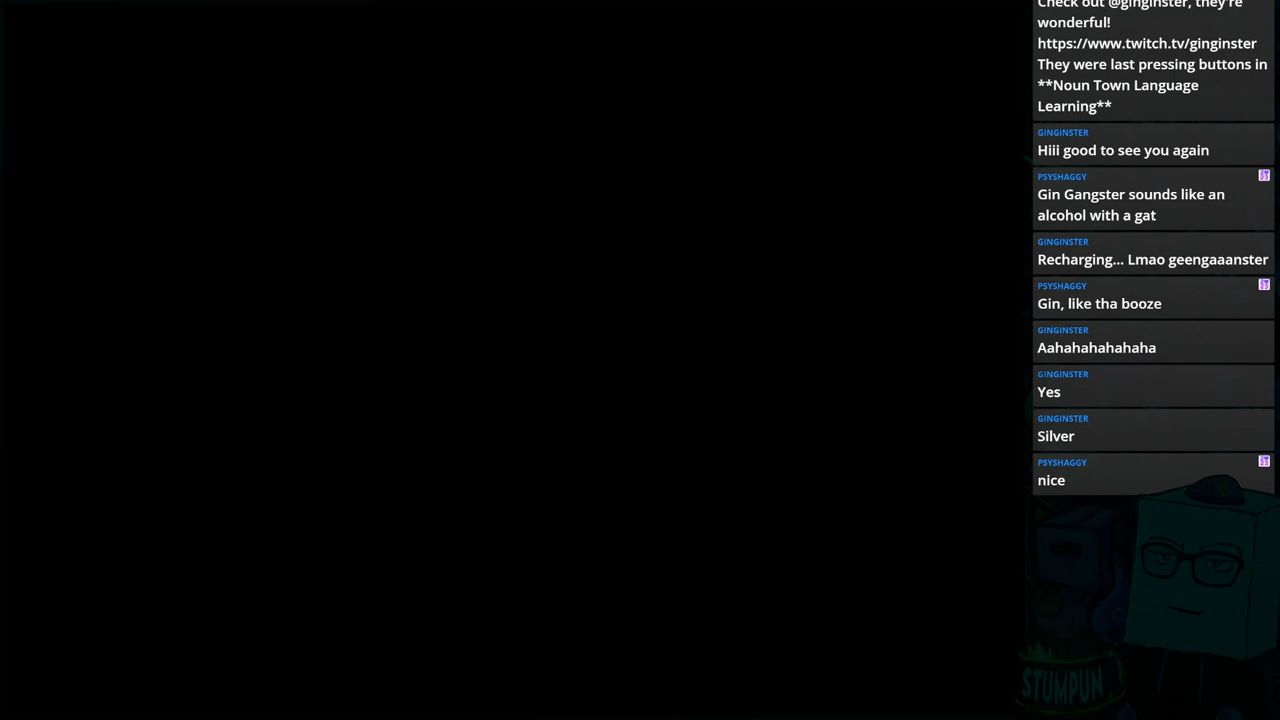 Check out @ginginster, they're
wonderful!
https://www.twitch.tv/ginginster
They were last pressing buttons in
**Noun Town Language
Learning**
GINGINSTER
Hiii good to see you again
PSYSHAGGY
Gin Gangster sounds like an
alcohol with a gat
GINGINSTER
Recharging... Lmao geengaaanster
PSYSHAGGY
Gin, like tha booze
GINGINSTER
Aahahahahahaha
GINGINSTER
Yes
GINGINSTER
Silver
PSYSHAGGY
nice
STUMPUN